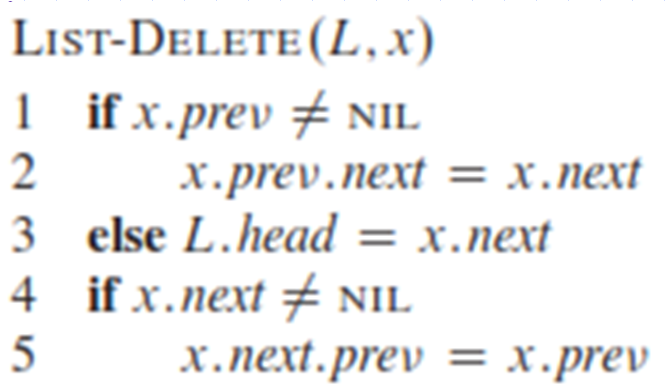 LIST-DELETE(L, x)
1 if x.prev ≠ NIL
2 x.prev.next = x.next
3 else L.head = x.next
4 if x.next ≠ NIL
5 x.next.prev = x.prev